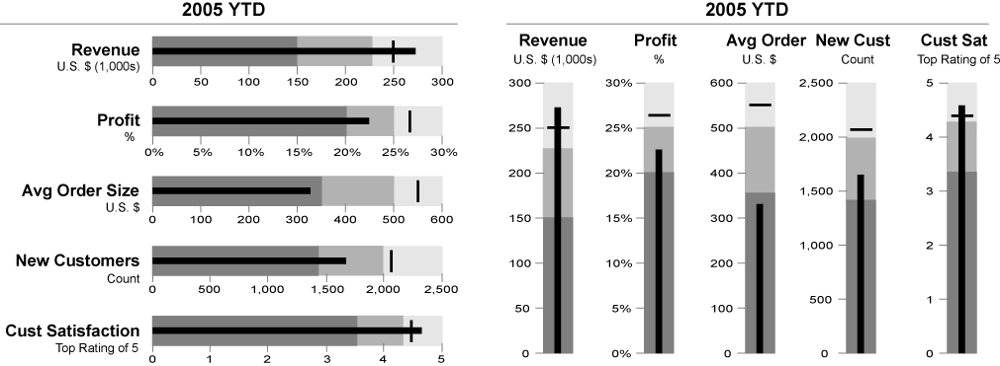 2005 YTD
Revenue
U.S. $ (1,000s)
0 50 100 150 200 250 300
Profit
%
0% 5% 10% 15% 20% 25% 30%
Avg Order Size
U.S. $
0 100 200 300 400 500 600
New Customers
Count
0 500 1,000 1,500 2,000 2,500
Cust Satisfaction
Top Rating of 5
0 1 2 3 4 5
2005 YTD
Revenue
U.S. $ (1,000s)
300
250
200
150
100
50
0
Profit
%
30%
25%
20%
15%
10%
5%
0%
Avg Order
U.S. $
600
500
400
300
200
100
0
New Cust
Count
2,500
2,000
1,500
1,000
500
0
Cust Sat
Top Rating of 5
5
4
3
2
1
0